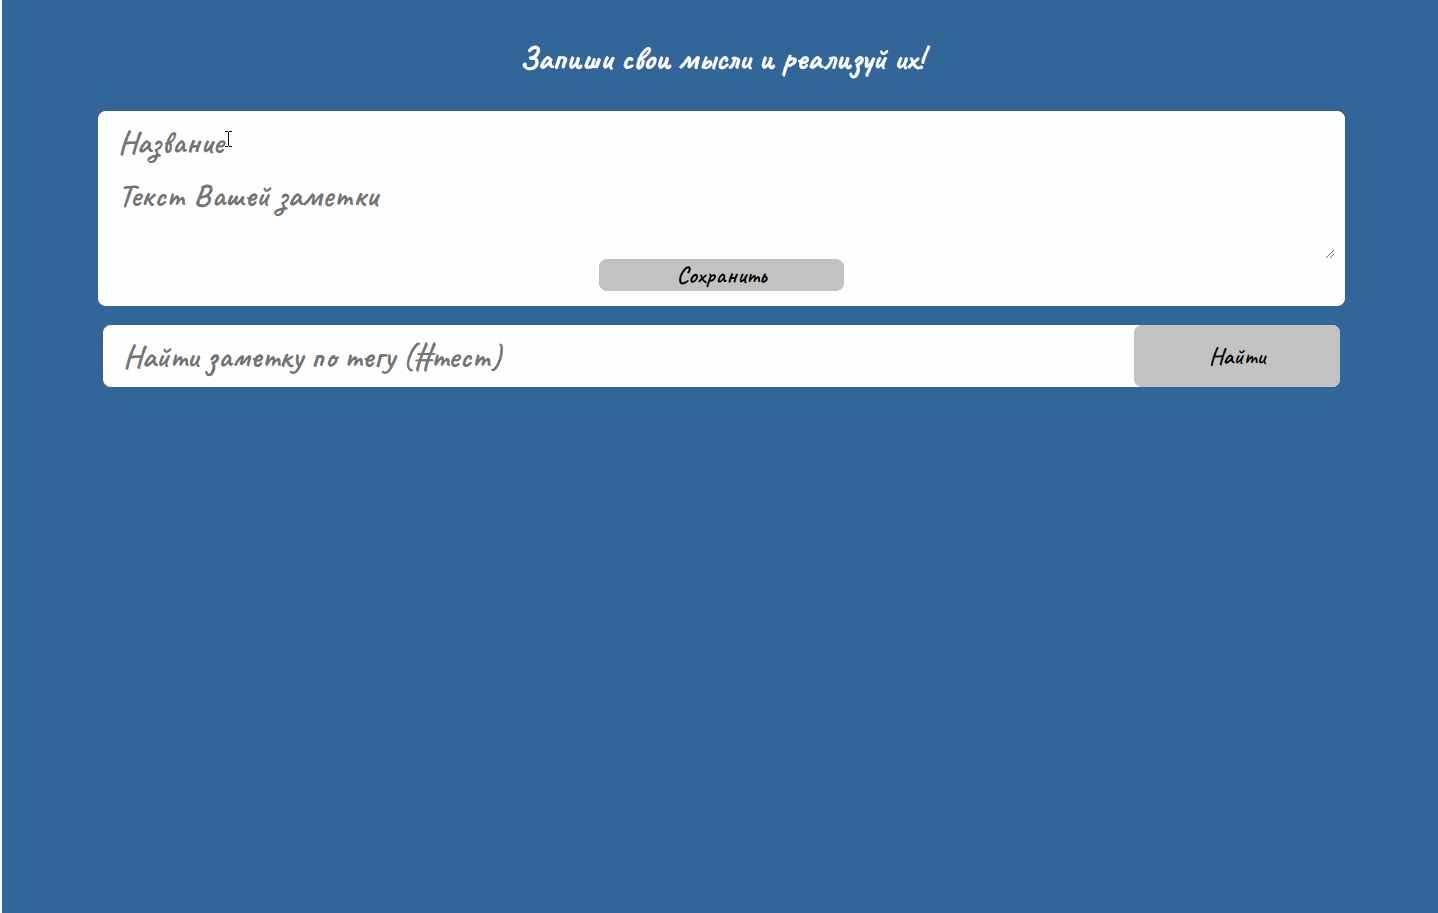 Запиши свои мысли и реализуй их!
Название
Текст Вашей заметки
Сохранить
Найти заметку по тегу (#тест)
Найти